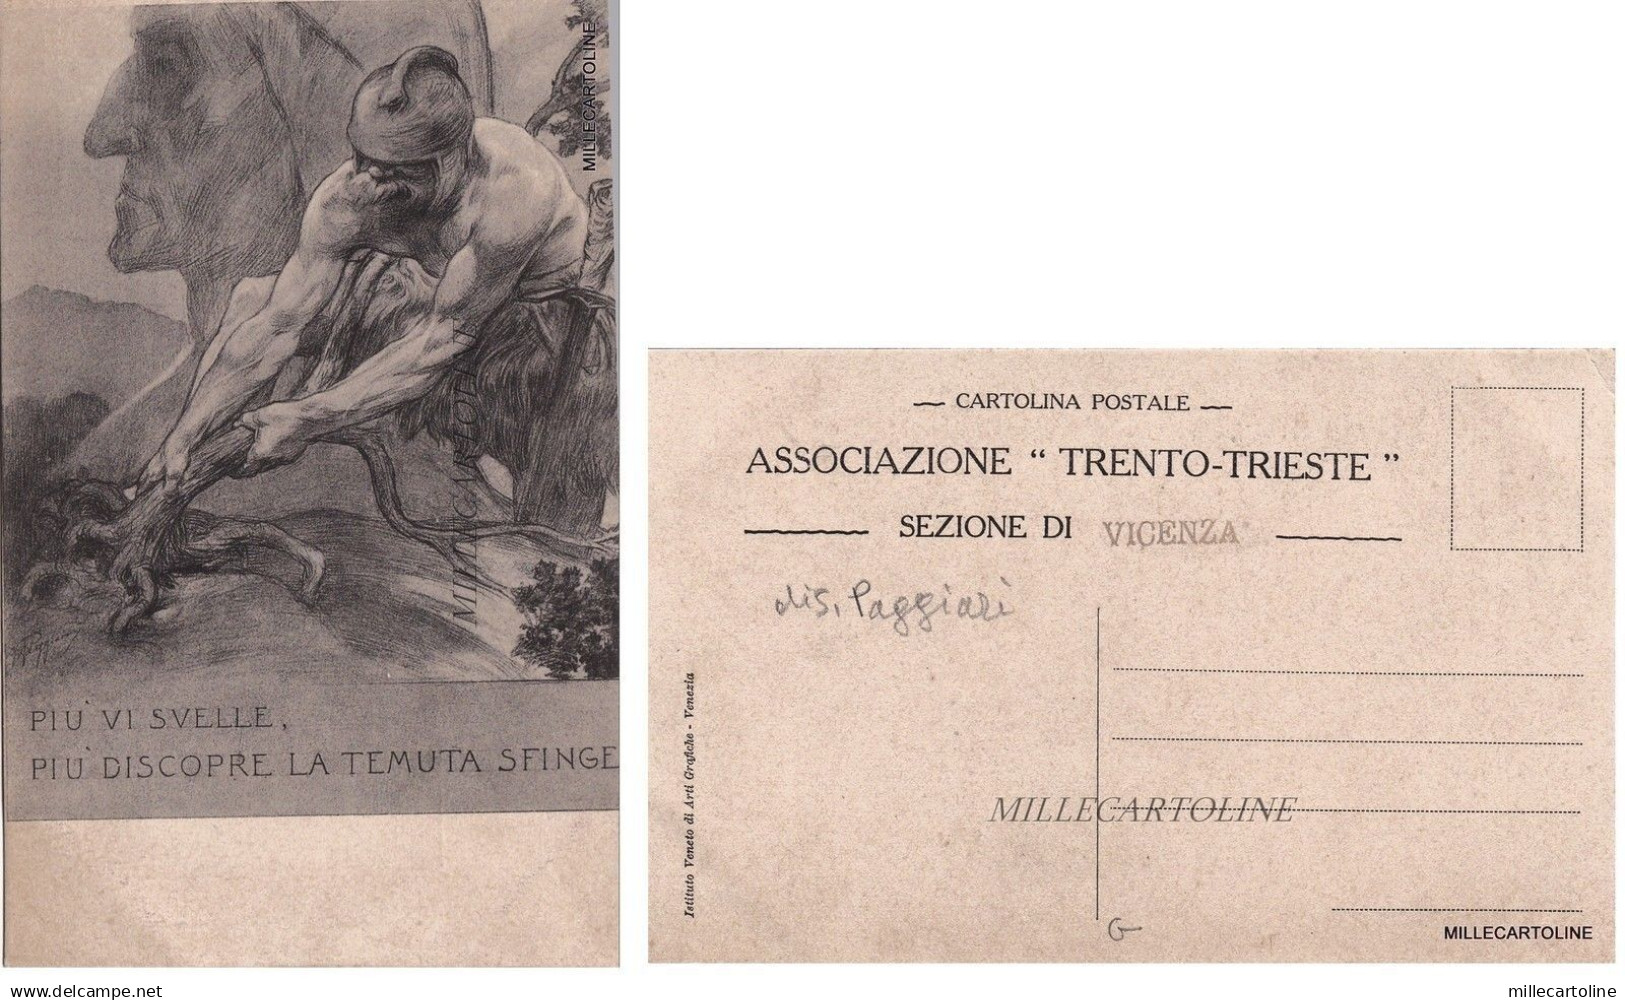 MILLECARTOLINE
MILLECARTOLINE
PIU' VI SVELLE,
PIU' DISCOPRE LA TEMUTA SFINGE
CARTOLINA POSTALE
ASSOCIAZIONE “ TRENTO-TRIESTE ”
SEZIONE DI VICENZA
dis. Paggiari
Istituto Veneto di Arti Grafiche - Venezia
MILLECARTOLINE
G
MILLECARTOLINE
www.delcampe.net
millecartoline